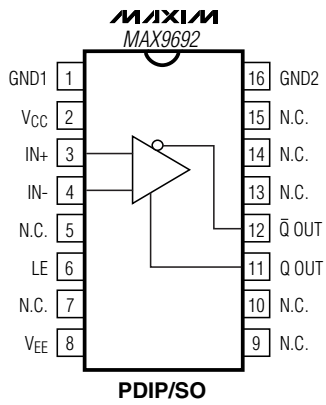 MAXIM
MAX9692
GND1 1 16 GND2
VCC 2 15 N.C.
IN+ 3 14 N.C.
IN- 4 13 N.C.
N.C. 5 12 Q̄ OUT
LE 6 11 Q OUT
N.C. 7 10 N.C.
VEE 8 9 N.C.
PDIP/SO